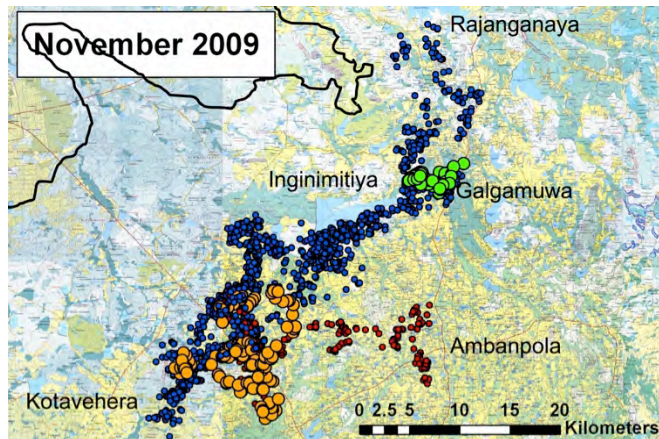 November 2009
Rajanganaya
Inginimitiya
Galgamuwa
Ambanpola
Kotavehera
0 2.5 5 10 15 20
Kilometers